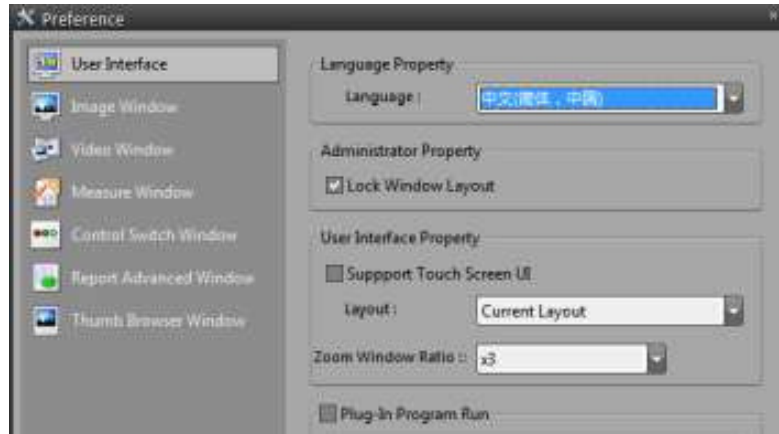 Preference
User Interface
Image Window
Video Window
Measure Window
Control Switch Window
Report Advanced Window
Thumb Browser Window
Language Property
Language :
中文(简体，中国)
Administrator Property
Lock Window Layout
User Interface Property
Suppport Touch Screen UI
Layout :
Current Layout
Zoom Window Ratio ::
x3
Plug-In Program Run